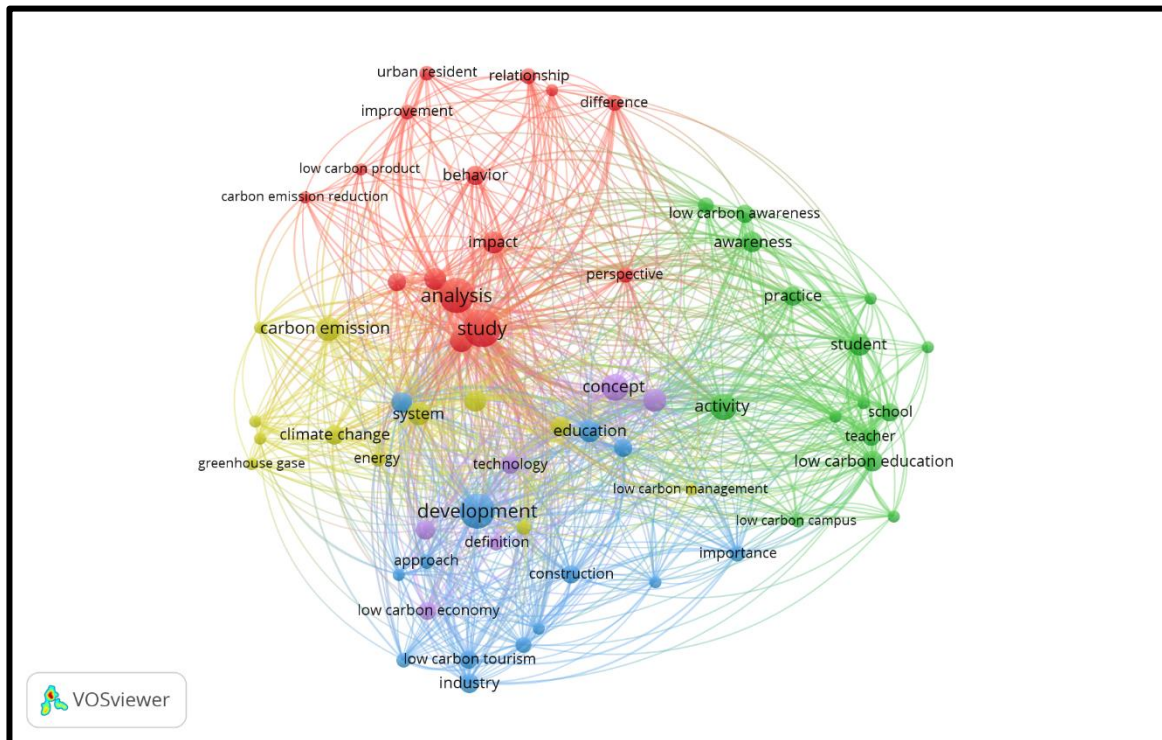 urban resident
relationship
improvement
difference
low carbon product
behavior
carbon emission reduction
low carbon awareness
impact
awareness
perspective
analysis
practice
carbon emission
study
student
concept
activity
system
school
climate change
education
teacher
energy
technology
greenhouse gase
low carbon education
low carbon management
development
low carbon campus
definition
importance
approach
construction
low carbon economy
low carbon tourism
industry
VOSviewer